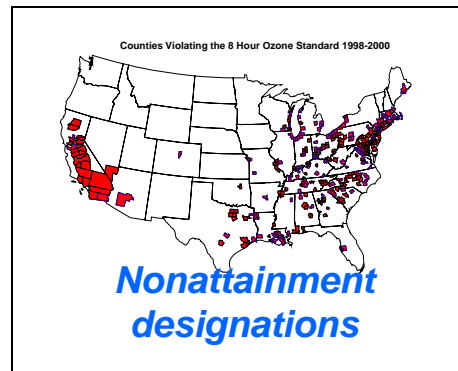 Counties Violating the 8 Hour Ozone Standard 1998-2000
Nonattainment
designations